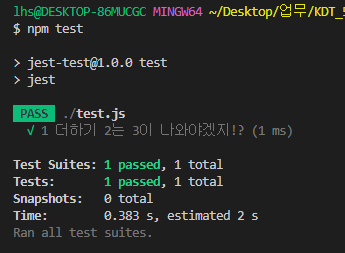 lhs@DESKTOP-86MUCGC MINGW64 ~/Desktop/업무/KDT_
$ npm test
> jest-test@1.0.0 test
> jest
PASS ./test.js
√ 1 더하기 2는 3이 나와야겠지!? (1 ms)
Test Suites: 1 passed, 1 total
Tests: 1 passed, 1 total
Snapshots: 0 total
Time: 0.383 s, estimated 2 s
Ran all test suites.